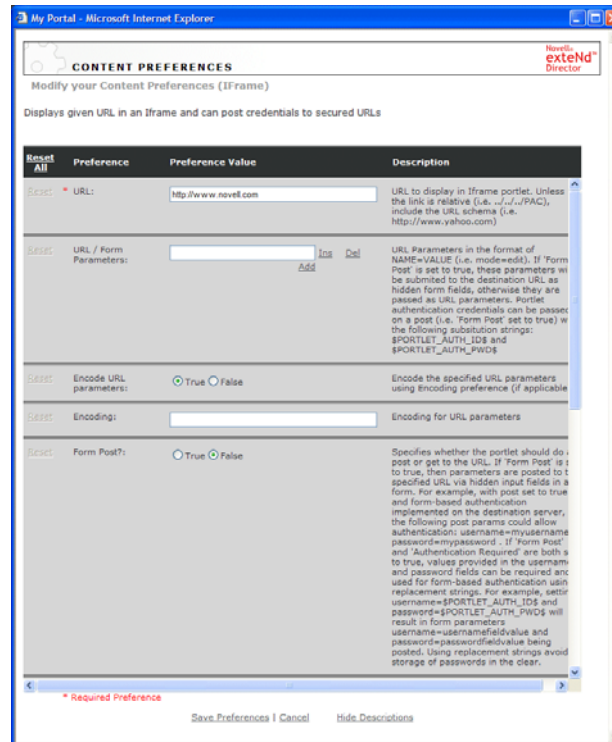 My Portal - Microsoft Internet Explorer
Novell®
exteNd™
Director
CONTENT PREFERENCES
Modify your Content Preferences (IFrame)
Displays given URL in an Iframe and can post credentials to secured URLs
Reset All Preference Preference Value Description
Reset * URL: http://www.novell.com
URL to display in Iframe portlet. Unless
the link is relative (i.e. ../../../PAC),
include the URL schema (i.e.
http://www.yahoo.com)
Reset URL / Form
Parameters:
Ins Del
Add
URL Parameters in the format of
NAME=VALUE (i.e. mode=edit). If 'Form
Post' is set to true, these parameters wi
be submited to the destination URL as
hidden form fields, otherwise they are
passed as URL parameters. Portlet
authentication credentials can be passed
on a post (i.e. 'Form Post' set to true) w
the following subsitution strings:
$PORTLET_AUTH_ID$ and
$PORTLET_AUTH_PWD$
Reset Encode URL
parameters:
True False
Encode the specified URL parameters
using Encoding preference (if applicable
Reset Encoding:
Encoding for URL parameters
Reset Form Post?:
True False
Specifies whether the portlet should do
post or get to the URL. If 'Form Post' is s
to true, then parameters are posted to t
specified URL via hidden input fields in a
form. For example, with post set to true
and form-based authentication
implemented on the destination server,
the following post params could allow
authentication: username=myusername
password=mypassword . If 'Form Post'
and 'Authentication Required' are both s
to true, values provided in the usernam
and password fields can be required and
used for form-based authentication usin
replacement strings. For example, settin
username=$PORTLET_AUTH_ID$ and
password=$PORTLET_AUTH_PWD$ will
result in form parameters
username=usernamefieldvalue and
password=passwordfieldvalue being
posted. Using replacement strings avoid
storage of passwords in the clear.
* Required Preference
Save Preferences | Cancel Hide Descriptions